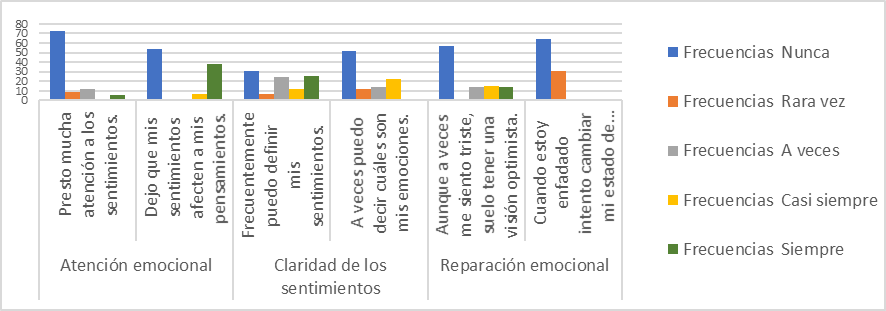 80
70
60
50
40
30
20
10
0
Presto mucha
atención a los
sentimientos.
Dejo que mis
sentimientos
afecten a mis
pensamientos.
Frecuentemente
puedo definir
mis
sentimientos.
A veces puedo
decir cuáles son
mis emociones.
Aunque a veces
me siento triste,
suelo tener una
visión optimista.
Cuando estoy
enfadado
intento cambiar
mi estado de...
Atención emocional
Claridad de los
sentimientos
Reparación emocional
Frecuencias Nunca
Frecuencias Rara vez
Frecuencias A veces
Frecuencias Casi siempre
Frecuencias Siempre